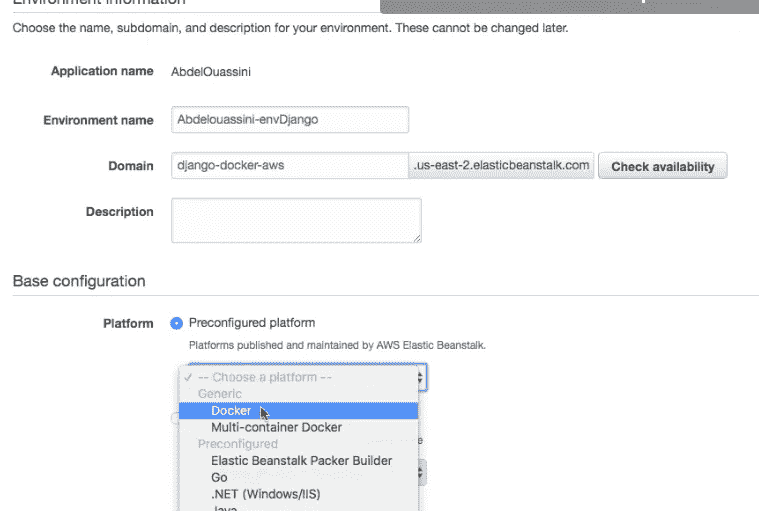 Environment information
Choose the name, subdomain, and description for your environment. These cannot be changed later.
Application name AbdelOuassini
Environment name Abdelouassini-envDjango
Domain django-docker-aws .us-east-2.elasticbeanstalk.com Check availability
Description
Base configuration
Platform Preconfigured platform
Platforms published and maintained by AWS Elastic Beanstalk.
-- Choose a platform --
Generic
Docker
Multi-container Docker
Preconfigured
Elastic Beanstalk Packer Builder
Go
.NET (Windows/IIS)
Java